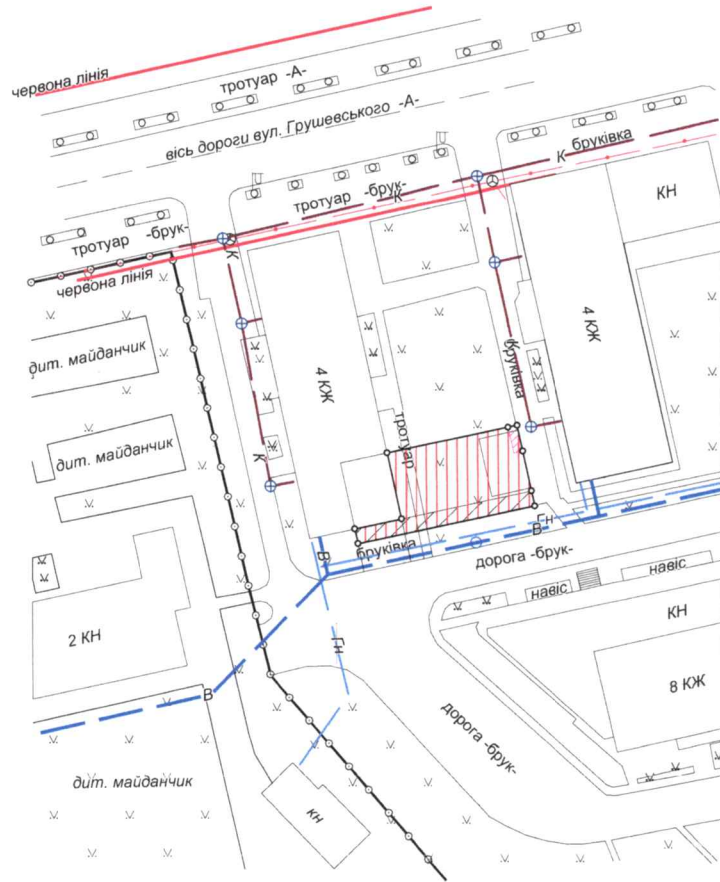 червона лінія
тротуар -А-
вісь дороги вул. Грушевського -А-
К
бруківка
КН
тротуар -брук-
К
тротуар -брук-
К
червона лінія
4 КЖ
дит. майданчик
4 КЖ
К
бруківка
тротуар
дит. майданчик
К
Гн
В
бруківка
В
дорога -брук-
навіс
навіс
КН
2 КН
Гн
8 КЖ
В
дорога -брук-
дит. майданчик
кн